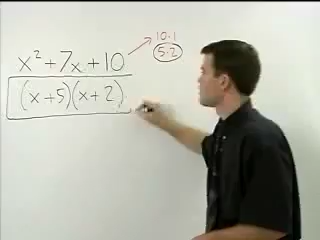 10·1
5·2
x² + 7x + 10
(x + 5)(x + 2)